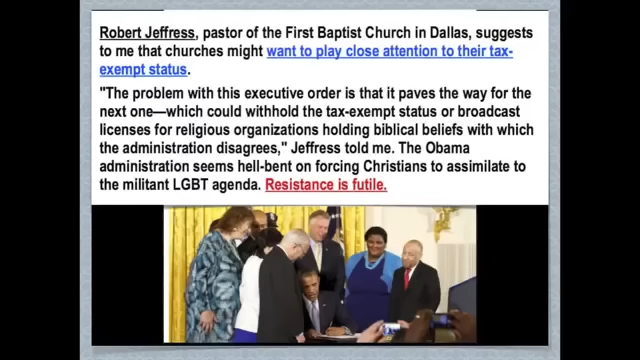 Robert Jeffress, pastor of the First Baptist Church in Dallas, suggests
to me that churches might want to play close attention to their tax-
exempt status.
"The problem with this executive order is that it paves the way for the
next one—which could withhold the tax-exempt status or broadcast
licenses for religious organizations holding biblical beliefs with which
the administration disagrees," Jeffress told me. The Obama
administration seems hell-bent on forcing Christians to assimilate to
the militant LGBT agenda. Resistance is futile.